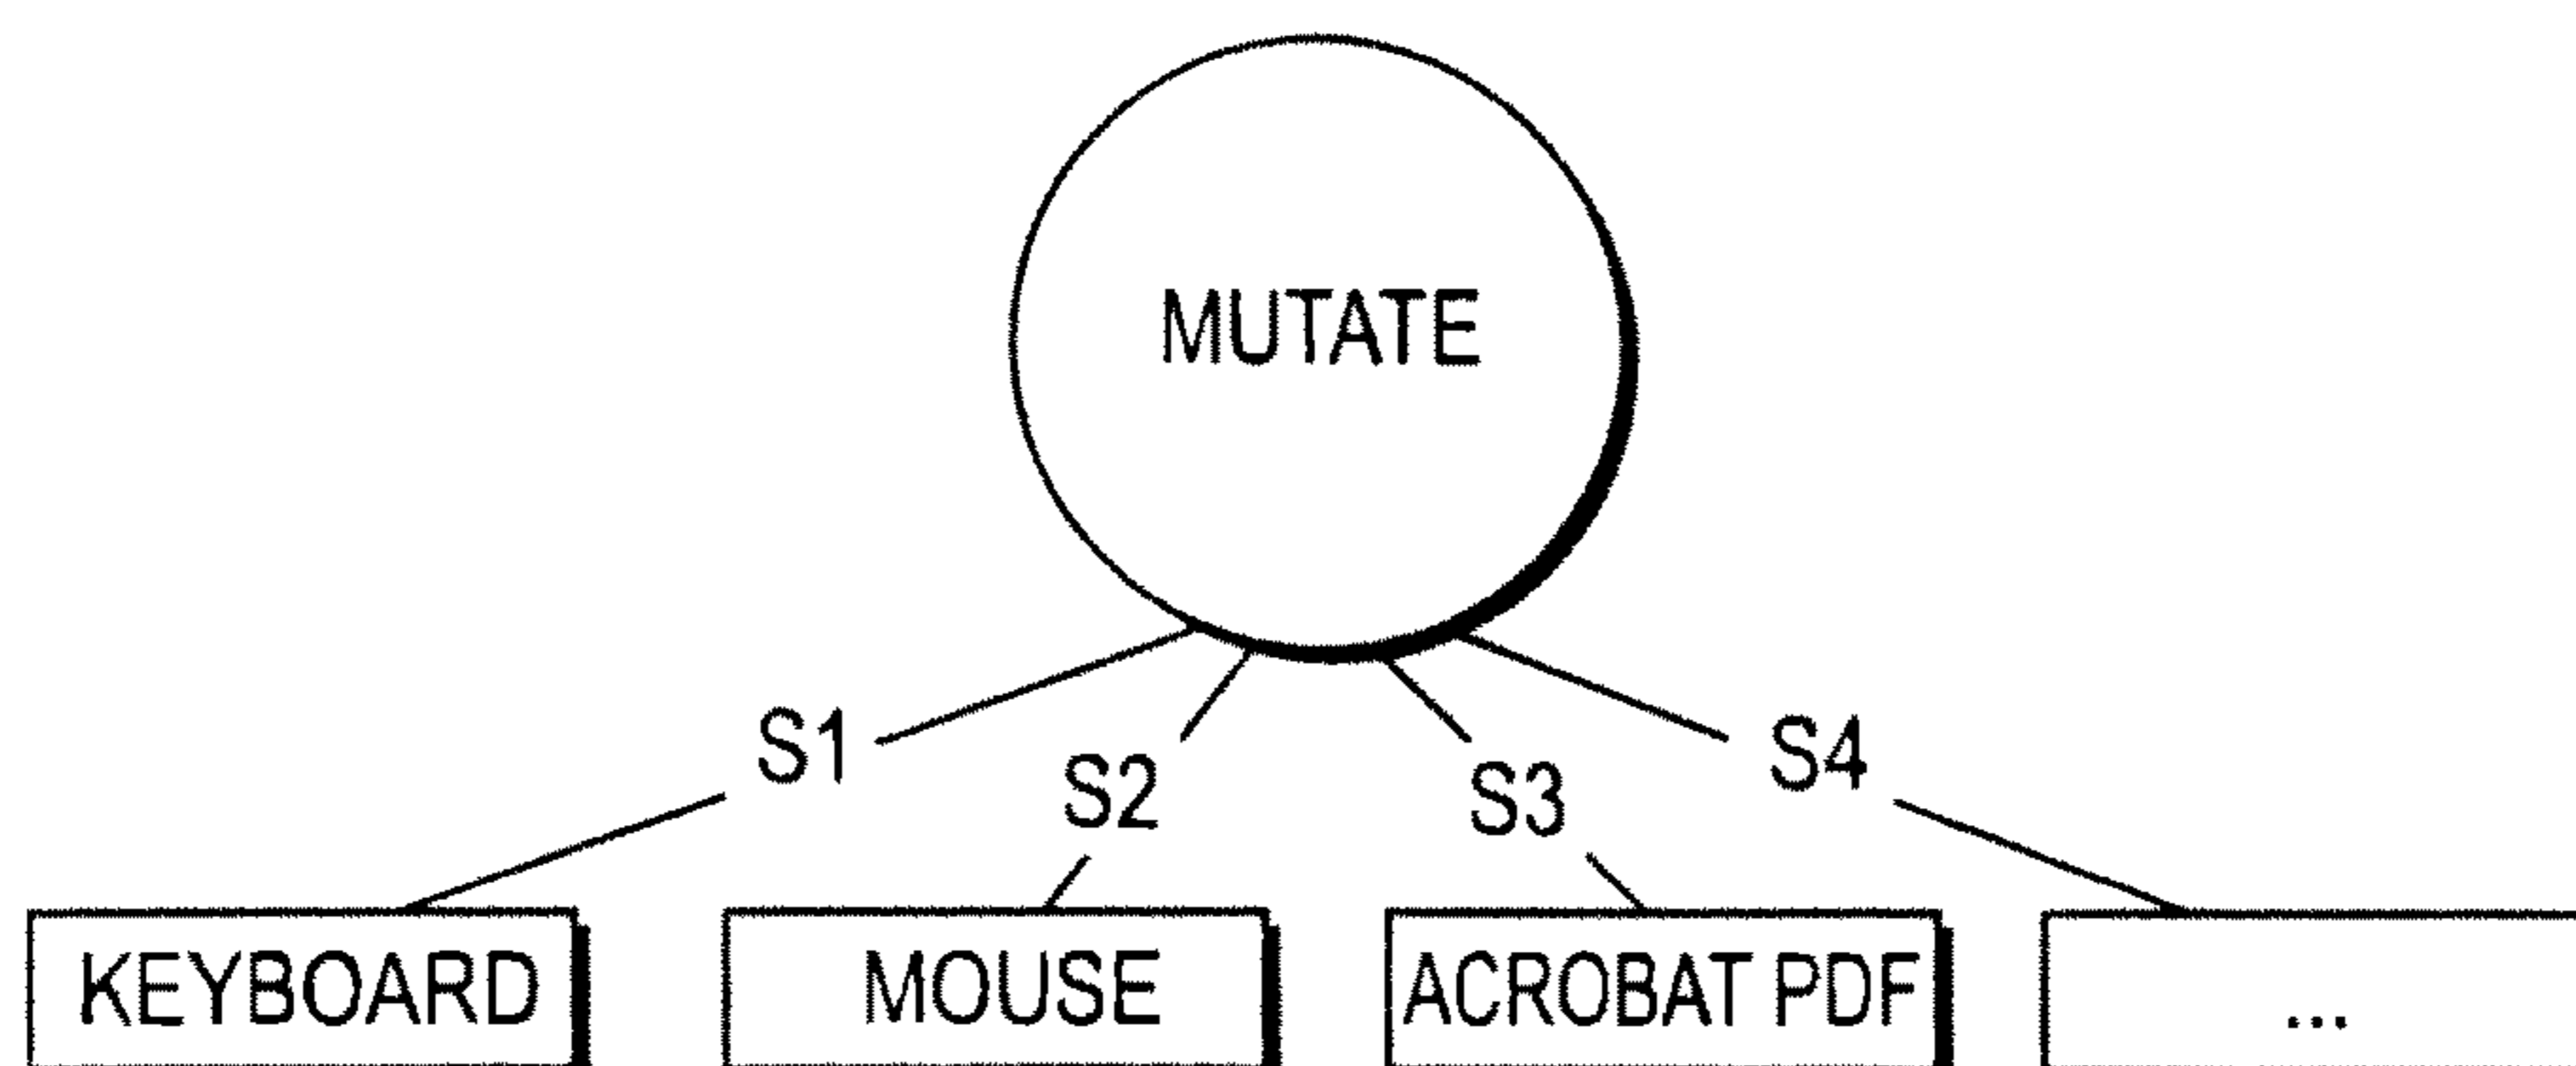 MUTATE
S1
S2
S3
S4
KEYBOARD
MOUSE
ACROBAT PDF
...